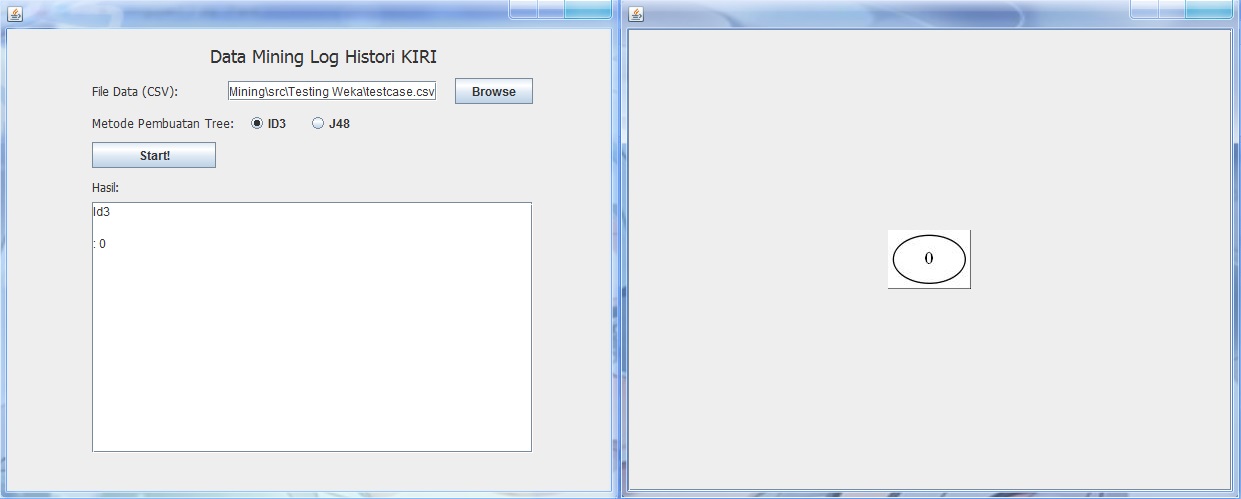 Data Mining Log Histori KIRI
File Data (CSV): Mining\src\Testing Weka\testcase.csv Browse
Metode Pembuatan Tree: ID3 J48
Start!
Hasil:
Id3
: 0
0